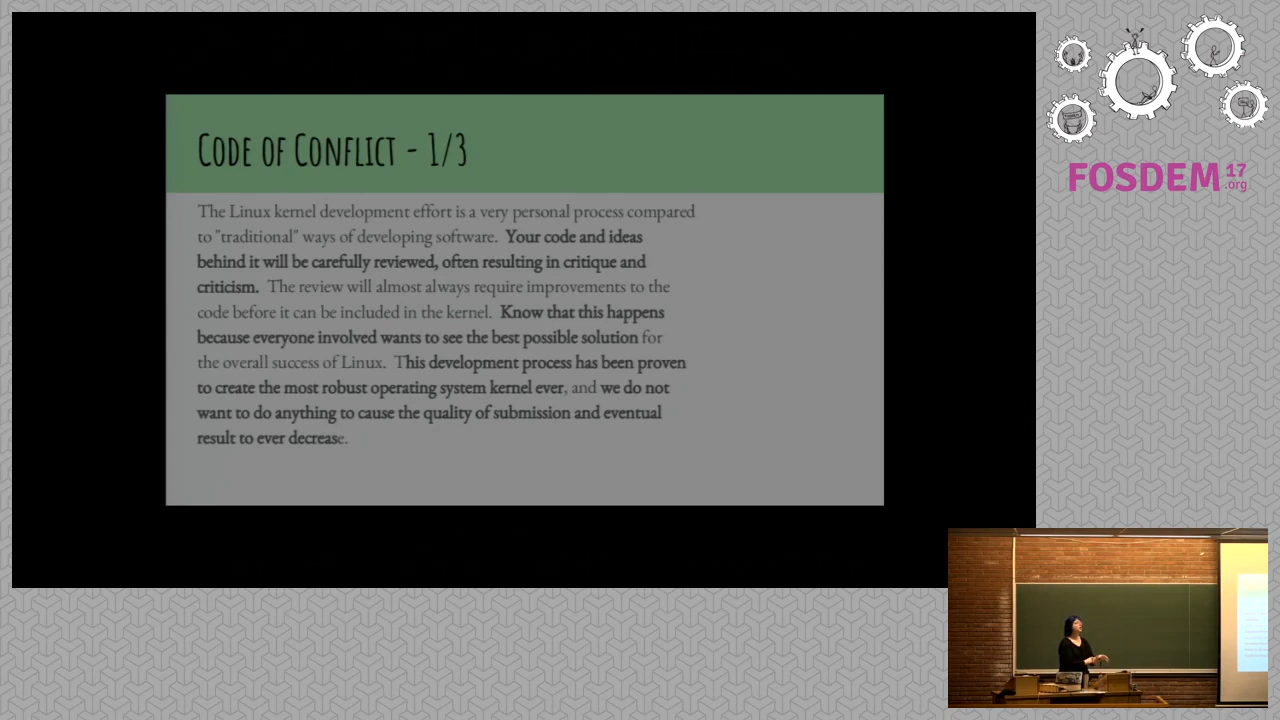 Code of Conflict - 1/3
The Linux kernel development effort is a very personal process compared
to "traditional" ways of developing software. Your code and ideas
behind it will be carefully reviewed, often resulting in critique and
criticism. The review will almost always require improvements to the
code before it can be included in the kernel. Know that this happens
because everyone involved wants to see the best possible solution for
the overall success of Linux. This development process has been proven
to create the most robust operating system kernel ever, and we do not
want to do anything to cause the quality of submission and eventual
result to ever decrease.
FOSDEM 17
.org